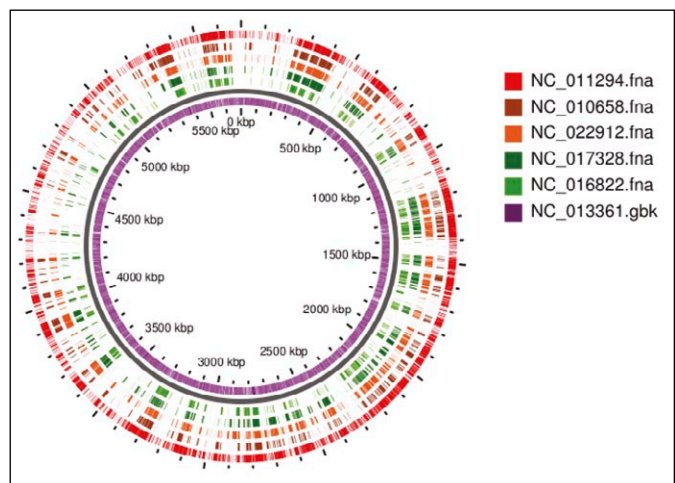 NC_011294.fna
NC_010658.fna
NC_022912.fna
NC_017328.fna
NC_016822.fna
NC_013361.gbk
0 kbp
500 kbp
1000 kbp
1500 kbp
2000 kbp
2500 kbp
3000 kbp
3500 kbp
4000 kbp
4500 kbp
5000 kbp
5500 kbp